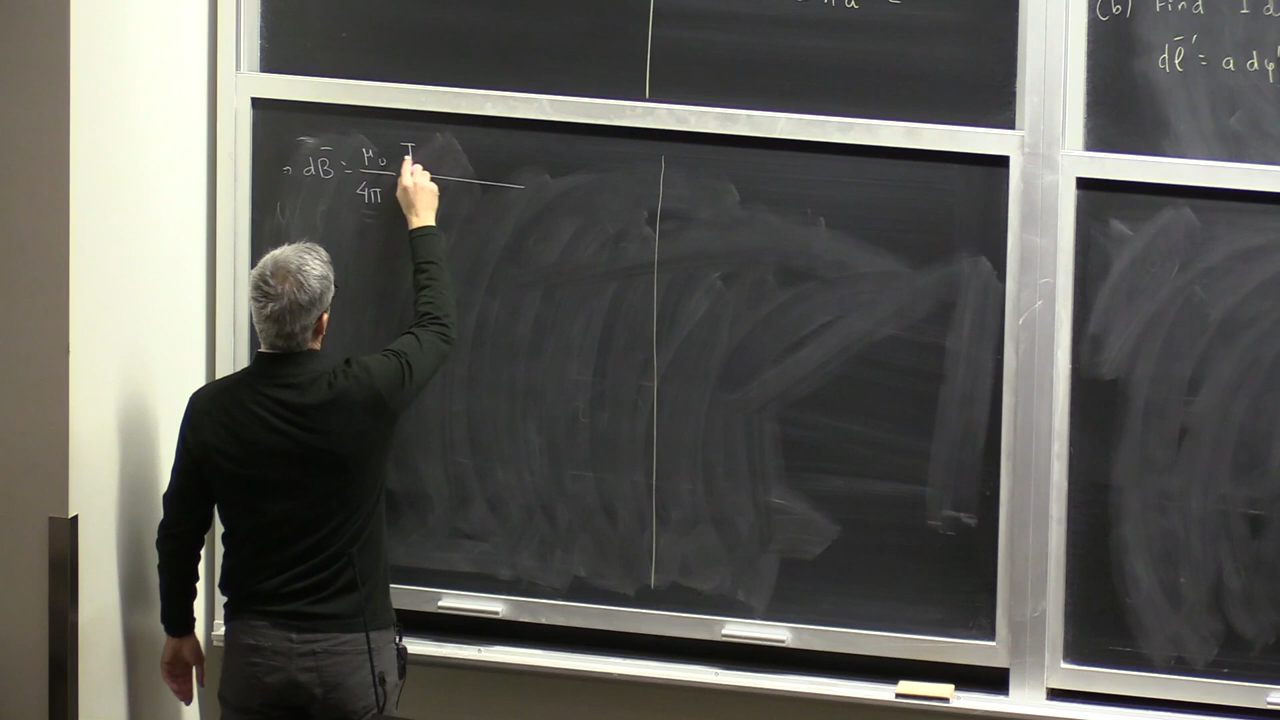 (b) Find I d
dl̄' = a dφ'
⇒ dB̄ = μ₀/4π I